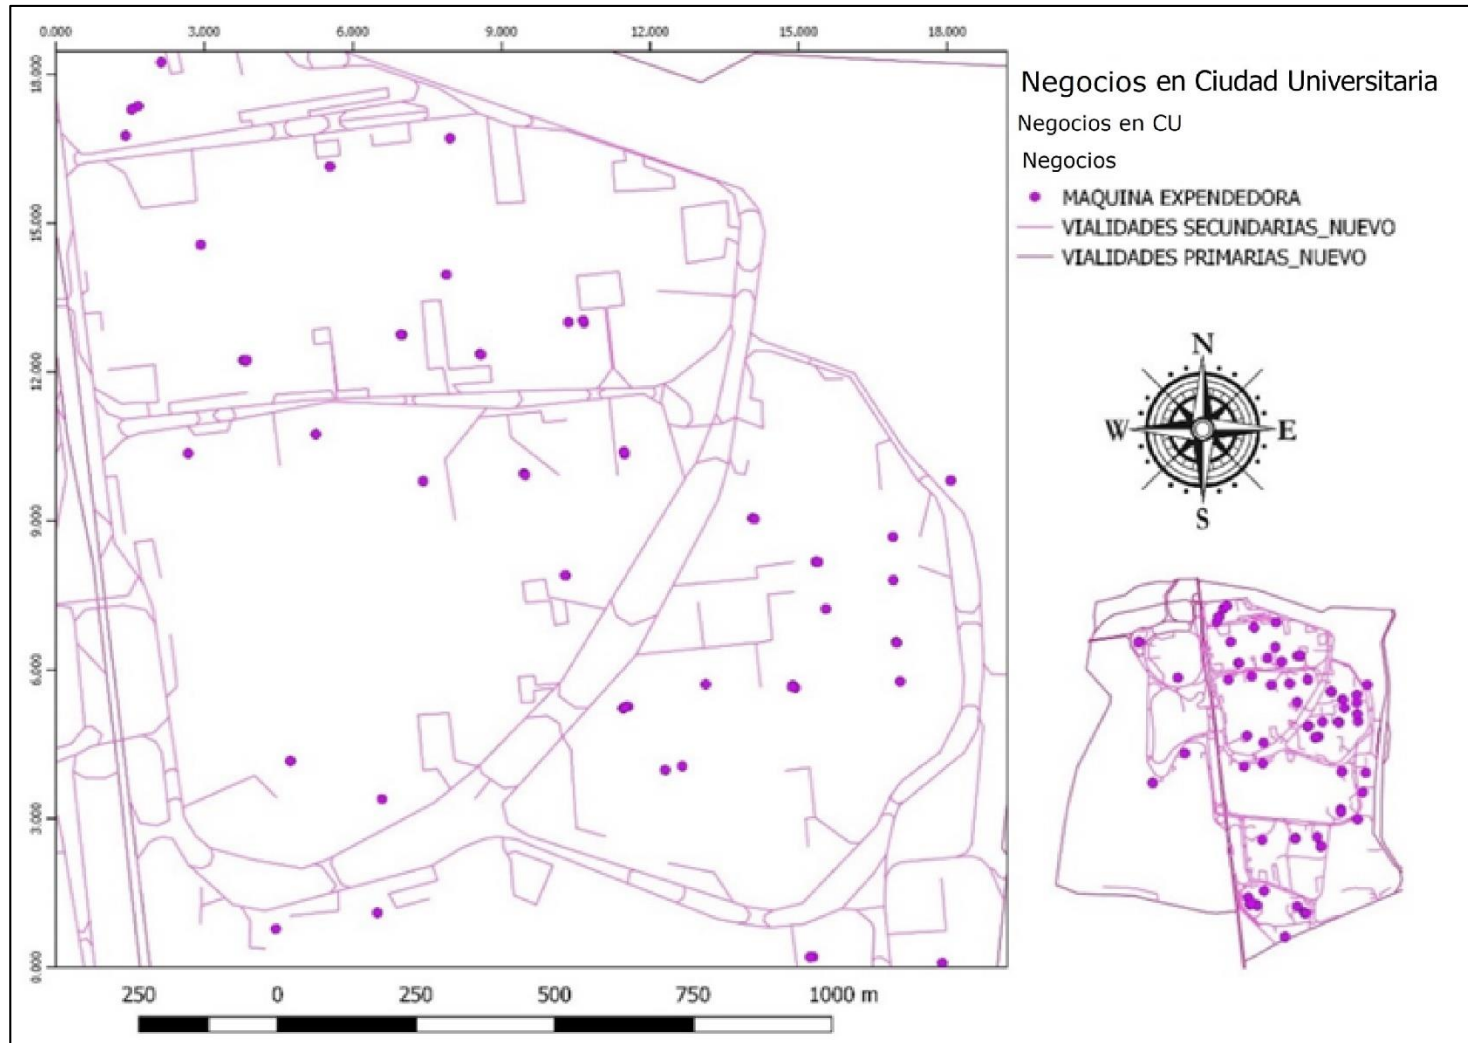 0.000 3.000 6.000 9.000 12.000 15.000 18.000
18.000
15.000
12.000
9.000
6.000
3.000
0.000
250 0 250 500 750 1000 m
Negocios en Ciudad Universitaria
Negocios en CU
Negocios
MAQUINA EXPENDEDORA
VIALIDADES SECUNDARIAS_NUEVO
VIALIDADES PRIMARIAS_NUEVO
N
W E
S